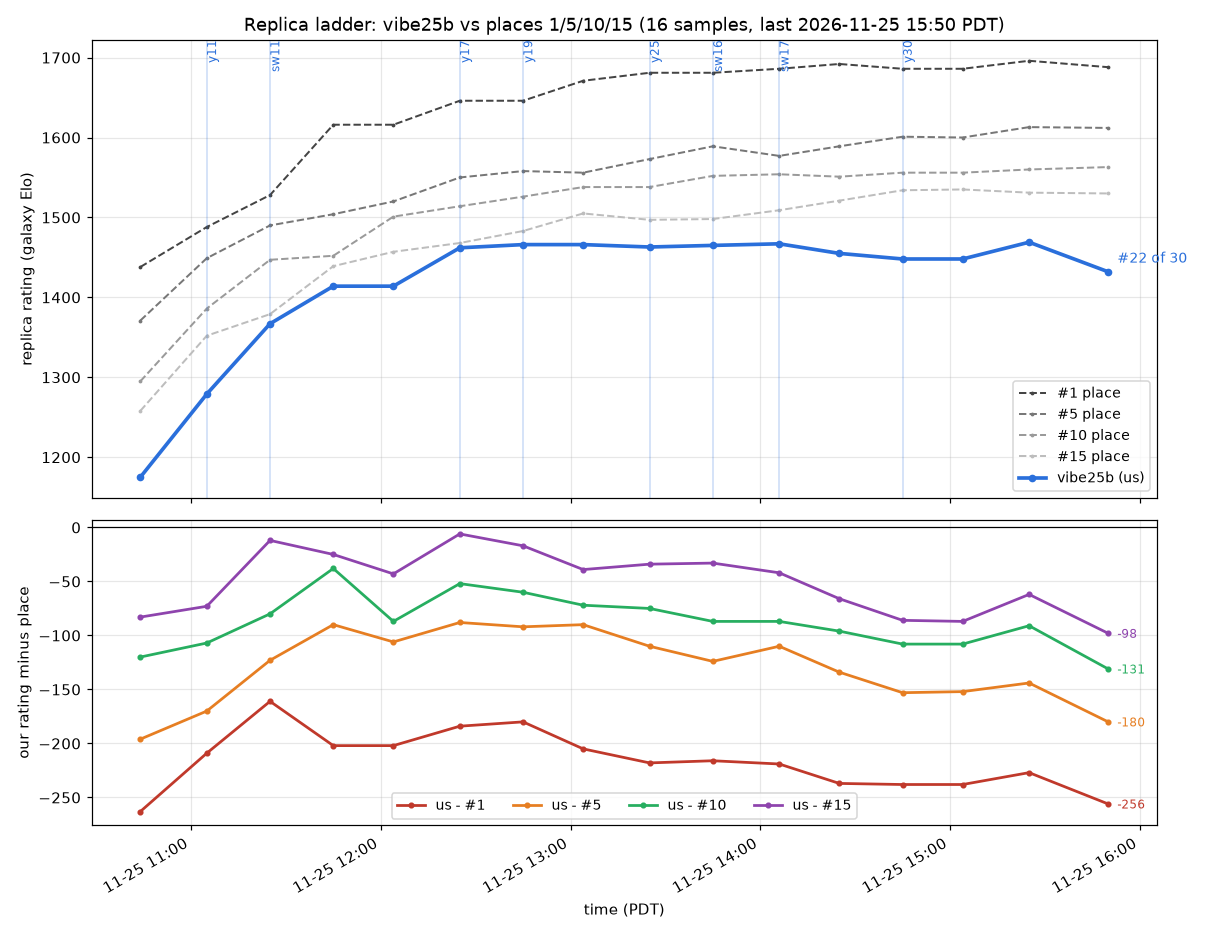 Replica ladder: vibe25b vs places 1/5/10/15 (16 samples, last 2026-11-25 15:50 PDT)
y11
sw11
y17
y19
y25
sw16
sw17
y30
replica rating (galaxy Elo)
1700
1600
1500
1400
1300
1200
#22 of 30
#1 place
#5 place
#10 place
#15 place
vibe25b (us)
our rating minus place
0
−50
−100
−150
−200
−250
-98
-131
-180
-256
us - #1
us - #5
us - #10
us - #15
11-25 11:00
11-25 12:00
11-25 13:00
11-25 14:00
11-25 15:00
11-25 16:00
time (PDT)